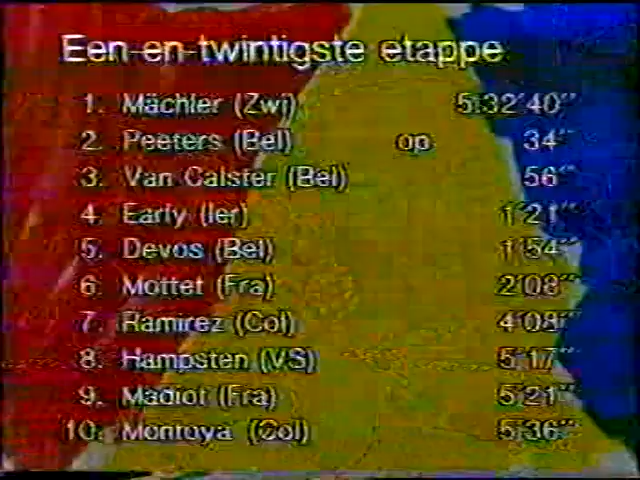 Een-en-twintigste etappe
1. Mächler (Zwi) 5:32'40''
2. Peeters (Bel) op 34''
3. Van Calster (Bel) 56''
4. Early (Ier) 1'21''
5. Devos (Bel) 1'54''
6. Mottet (Fra) 2'08''
7. Ramirez (Col) 4'08''
8. Hampsten (VS) 5'17''
9. Madiot (Fra) 5'21''
10. Montoya (Col) 5'36''